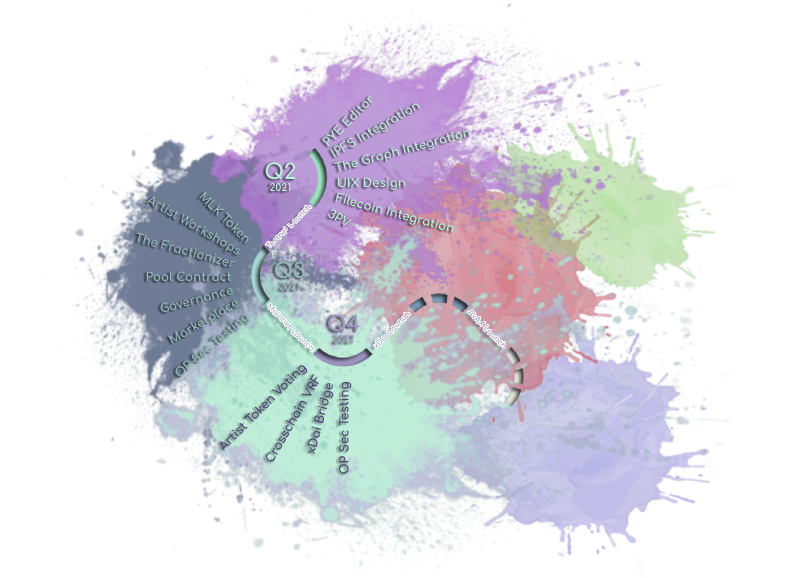 Q2
2021
PYE Editor
IPFS Integration
The Graph Integration
UIX Design
Filecoin Integration
3PV
Q3
2021
MLK Token
Artist Workshops
The Fractionizer
Pool Contract
Governance
Marketplace
OP Sec Testing
Mainnet Launch
Q4
2021
Artist Token Voting
Crosschain VRF
xDai Bridge
OP Sec Testing
xDai Launch
AVAX Launch